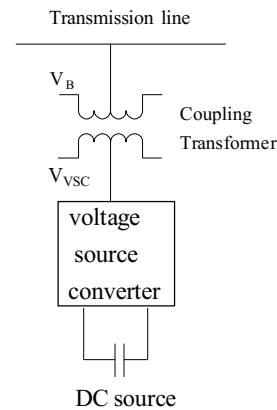 Transmission line
V_B
Coupling
Transformer
V_VSC
voltage
source
converter
DC source